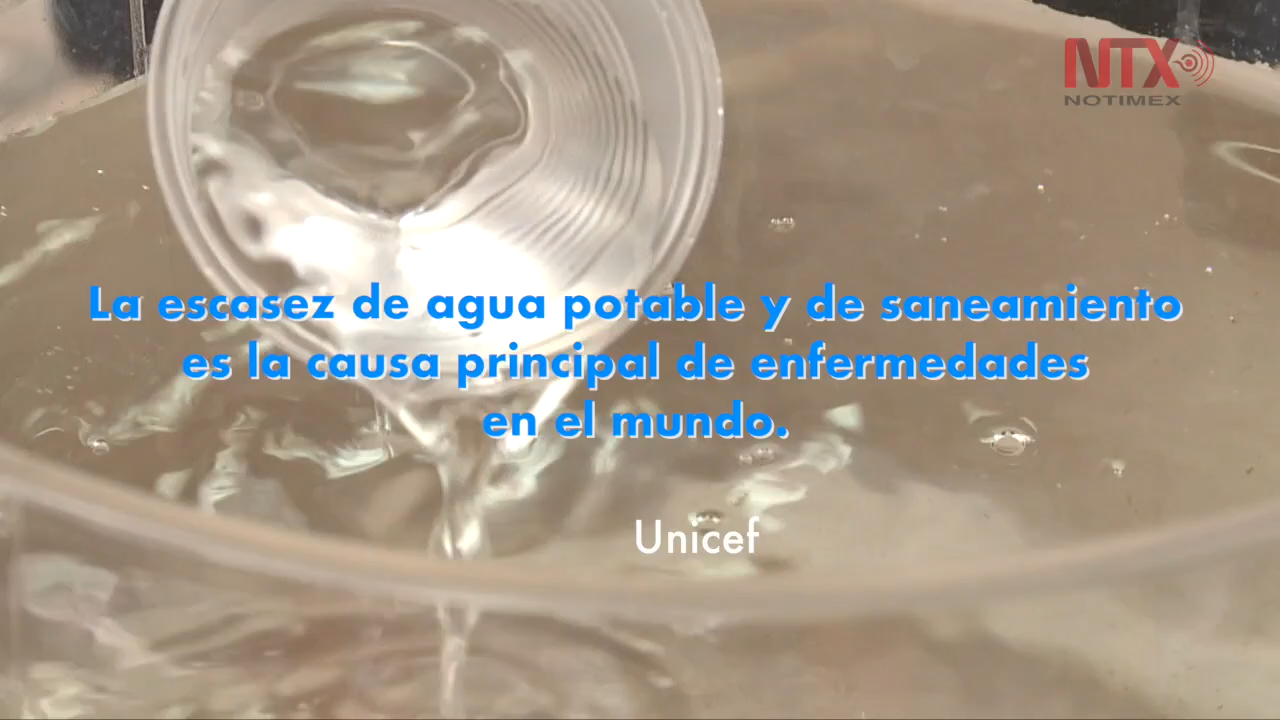 NTX
NOTIMEX
La escasez de agua potable y de saneamiento
es la causa principal de enfermedades
en el mundo.
Unicef